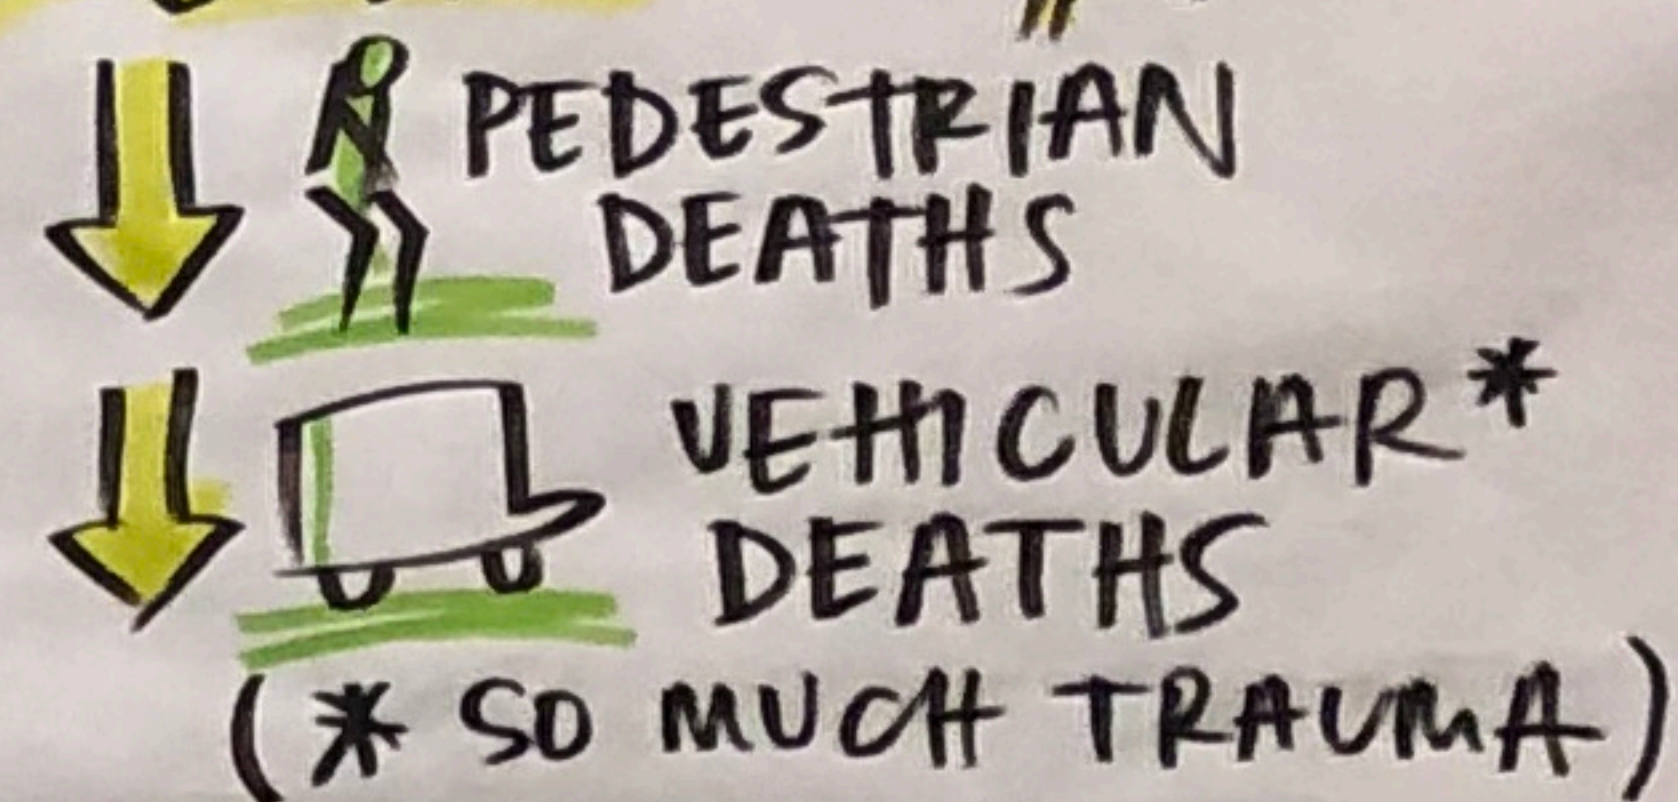 PEDESTRIAN
DEATHS
VEHICULAR*
DEATHS
(* SO MUCH TRAUMA)